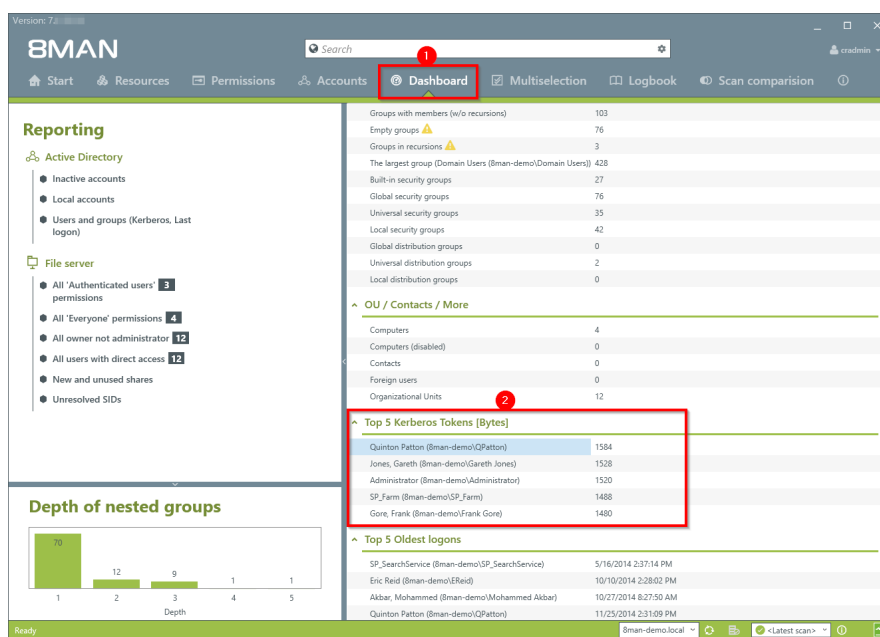 Version: 7.
8MAN
Search
1
cradmin
Start
Resources
Permissions
Accounts
Dashboard
Multiselection
Logbook
Scan comparision
Reporting
Active Directory
Inactive accounts
Local accounts
Users and groups (Kerberos, Last
logon)
File server
All 'Authenticated users' 3
permissions
All 'Everyone' permissions 4
All owner not administrator 12
All users with direct access 12
New and unused shares
Unresolved SIDs
Depth of nested groups
70
12
9
1
1
1 2 3 4 5
Depth
Groups with members (w/o recursions) 103
Empty groups 76
Groups in recursions 3
The largest group (Domain Users (8man-demo\Domain Users)) 428
Built-in security groups 27
Global security groups 76
Universal security groups 35
Local security groups 42
Global distribution groups 0
Universal distribution groups 2
Local distribution groups 0
OU / Contacts / More
Computers 4
Computers (disabled) 0
Contacts 0
Foreign users 0
Organizational Units 12
2
Top 5 Kerberos Tokens [Bytes]
Quinton Patton (8man-demo\QPatton) 1584
Jones, Gareth (8man-demo\Gareth Jones) 1528
Administrator (8man-demo\Administrator) 1520
SP_Farm (8man-demo\SP_Farm) 1488
Gore, Frank (8man-demo\Frank Gore) 1480
Top 5 Oldest logons
SP_SearchService (8man-demo\SP_SearchService) 5/16/2014 2:37:14 PM
Eric Reid (8man-demo\EReid) 10/10/2014 2:28:02 PM
Akbar, Mohammed (8man-demo\Mohammed Akbar) 10/27/2014 8:27:50 AM
Quinton Patton (8man-demo\QPatton) 11/25/2014 2:31:09 PM
Ready
8man-demo.local
<Latest scan>